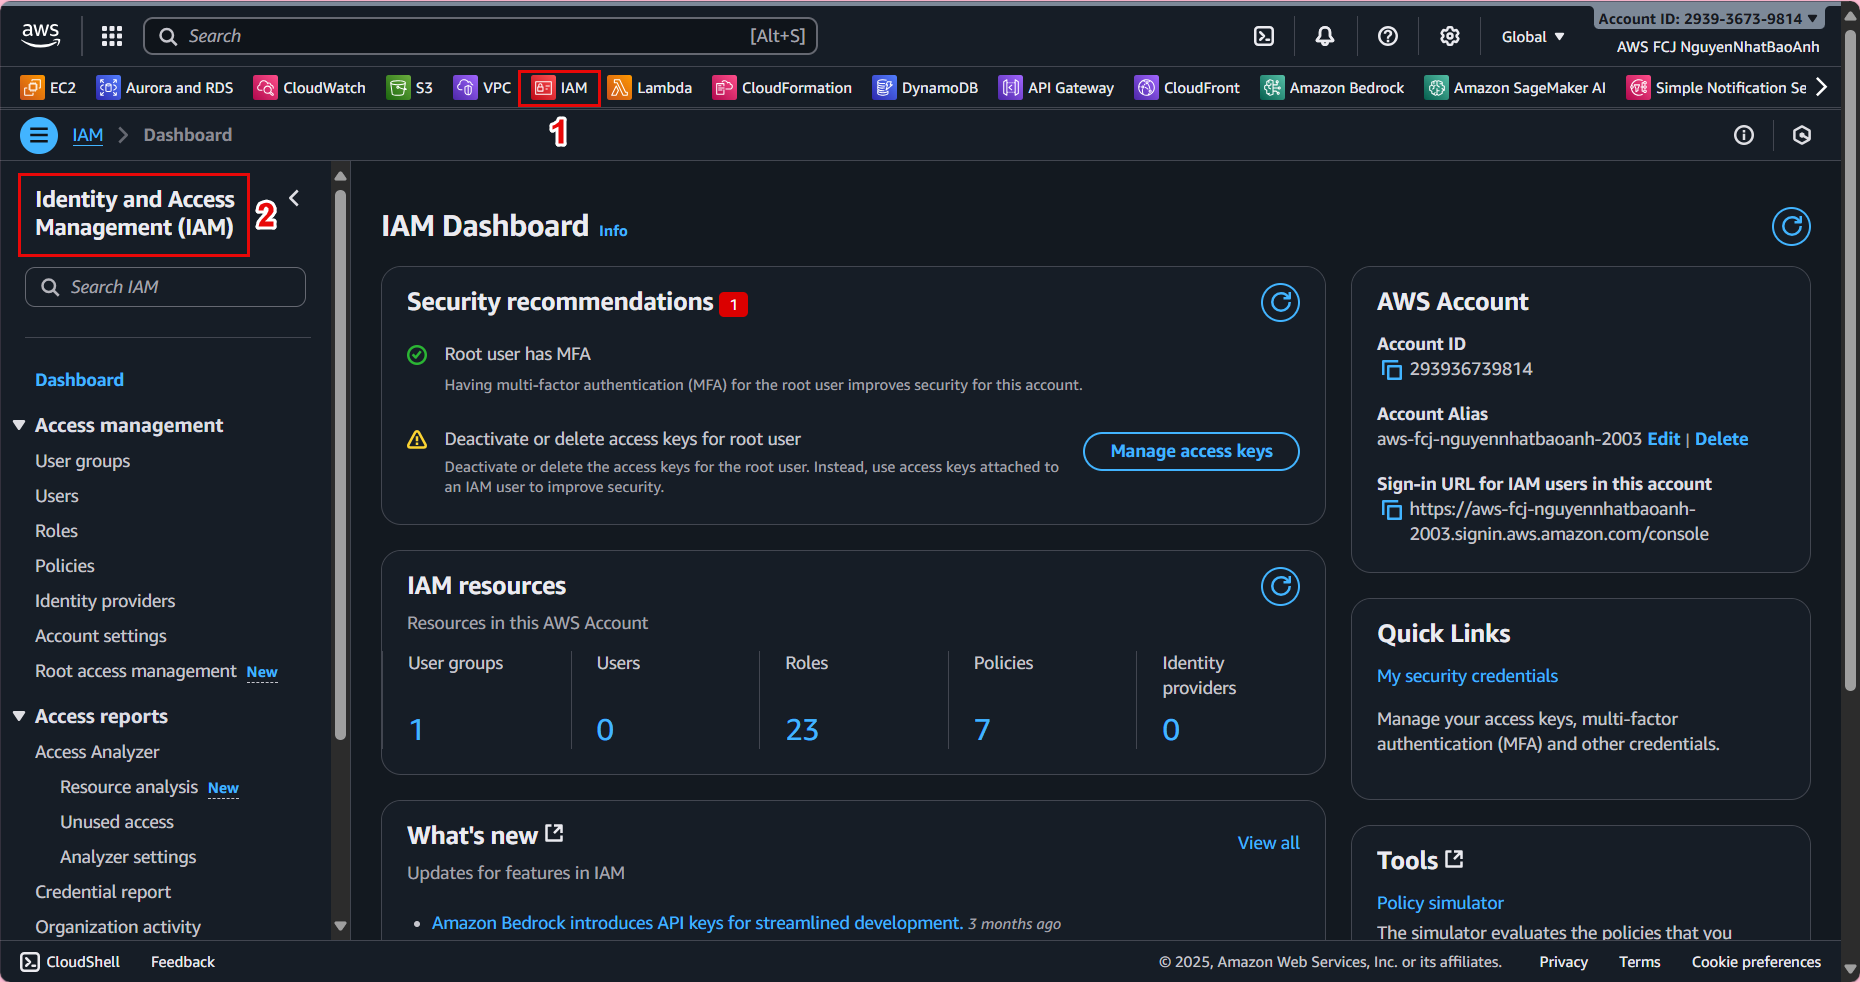 aws
Search
[Alt+S]
Global
Account ID: 2939-3673-9814
AWS FCJ NguyenNhatBaoAnh
EC2
Aurora and RDS
CloudWatch
S3
VPC
IAM
Lambda
CloudFormation
DynamoDB
API Gateway
CloudFront
Amazon Bedrock
Amazon SageMaker AI
Simple Notification Se
1
IAM
Dashboard
Identity and Access
Management (IAM)
2
Search IAM
Dashboard
Access management
User groups
Users
Roles
Policies
Identity providers
Account settings
Root access management New
Access reports
Access Analyzer
Resource analysis New
Unused access
Analyzer settings
Credential report
Organization activity
IAM Dashboard Info
Security recommendations 1
Root user has MFA
Having multi-factor authentication (MFA) for the root user improves security for this account.
Deactivate or delete access keys for root user
Deactivate or delete the access keys for the root user. Instead, use access keys attached to
an IAM user to improve security.
Manage access keys
IAM resources
Resources in this AWS Account
User groups
1
Users
0
Roles
23
Policies
7
Identity
providers
0
What's new
View all
Updates for features in IAM
• Amazon Bedrock introduces API keys for streamlined development. 3 months ago
AWS Account
Account ID
293936739814
Account Alias
aws-fcj-nguyennhatbaoanh-2003 Edit | Delete
Sign-in URL for IAM users in this account
https://aws-fcj-nguyennhatbaoanh-
2003.signin.aws.amazon.com/console
Quick Links
My security credentials
Manage your access keys, multi-factor
authentication (MFA) and other credentials.
Tools
Policy simulator
The simulator evaluates the policies that you
CloudShell
Feedback
© 2025, Amazon Web Services, Inc. or its affiliates.
Privacy
Terms
Cookie preferences